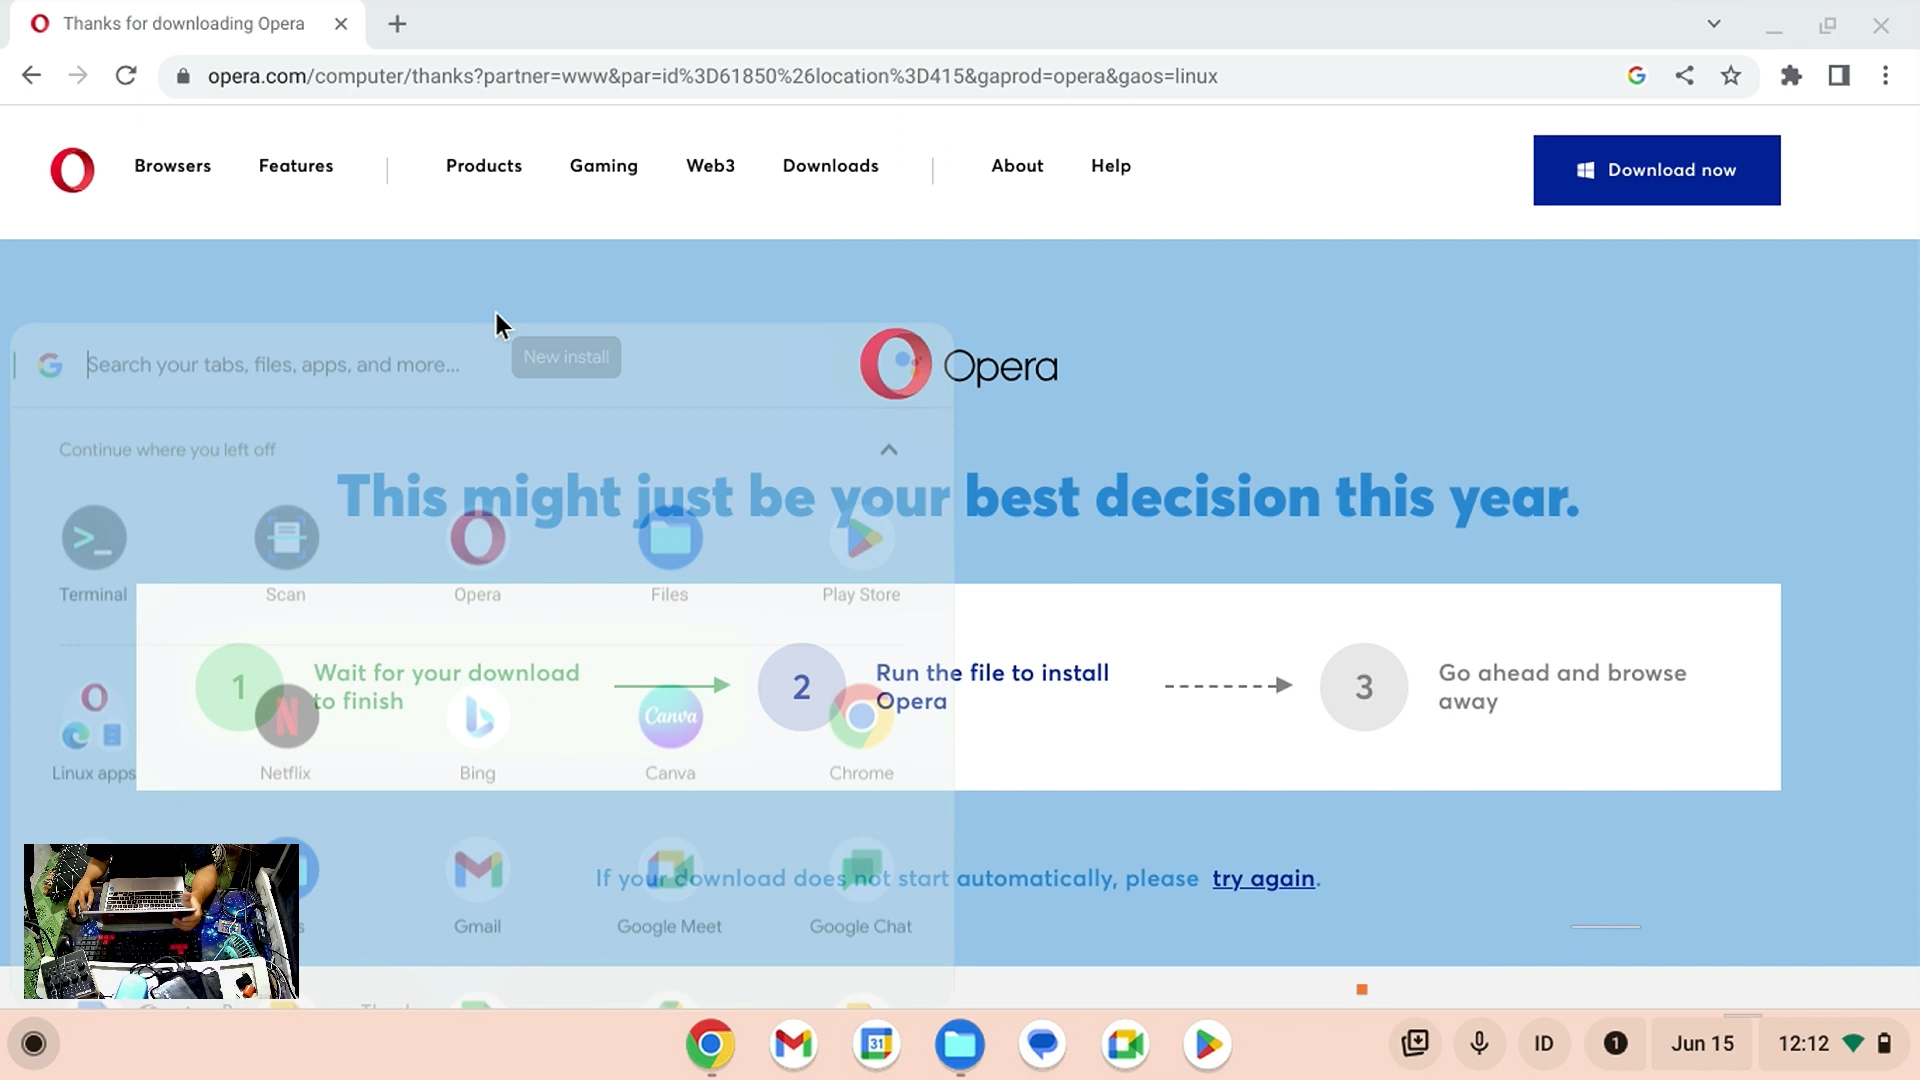 Thanks for downloading Opera
opera.com/computer/thanks?partner=www&par=id%3D61850%26location%3D415&gaprod=opera&gaos=linux
Browsers Features Products Gaming Web3 Downloads About Help
Download now
Search your tabs, files, apps, and more...
New install
Opera
Continue where you left off
This might just be your best decision this year.
Terminal Scan Opera Files Play Store
1 Wait for your download
to finish
2 Run the file to install
Opera
3 Go ahead and browse
away
Canva
Linux apps Netflix Bing Canva Chrome
If your download does not start automatically, please try again.
Gmail Google Meet Google Chat
31
ID
1
Jun 15
12:12